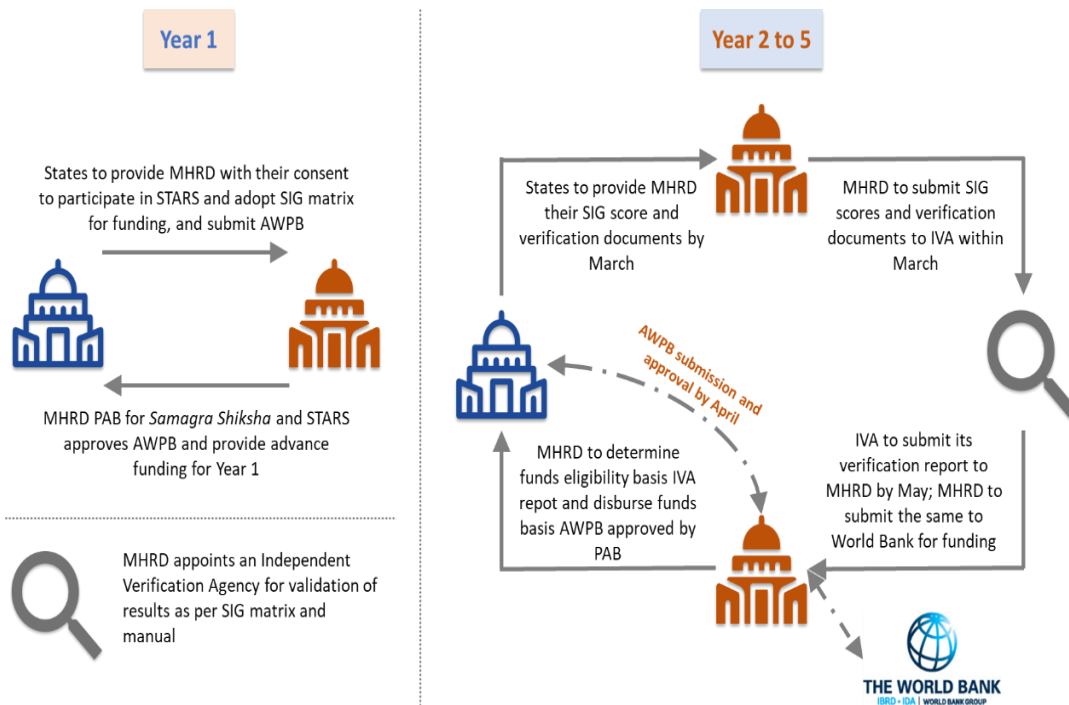 Year 1
States to provide MHRD with their consent
to participate in STARS and adopt SIG matrix
for funding, and submit AWPB
MHRD PAB for Samagra Shiksha and STARS
approves AWPB and provide advance
funding for Year 1
MHRD appoints an Independent
Verification Agency for validation of
results as per SIG matrix and
manual
Year 2 to 5
States to provide MHRD
their SIG score and
verification documents by
March
MHRD to submit SIG
scores and verification
documents to IVA within
March
AWPB submission and
approval by April
MHRD to determine
funds eligibility basis IVA
repot and disburse funds
basis AWPB approved by
PAB
IVA to submit its
verification report to
MHRD by May; MHRD to
submit the same to
World Bank for funding
THE WORLD BANK
IBRD • IDA | WORLD BANK GROUP